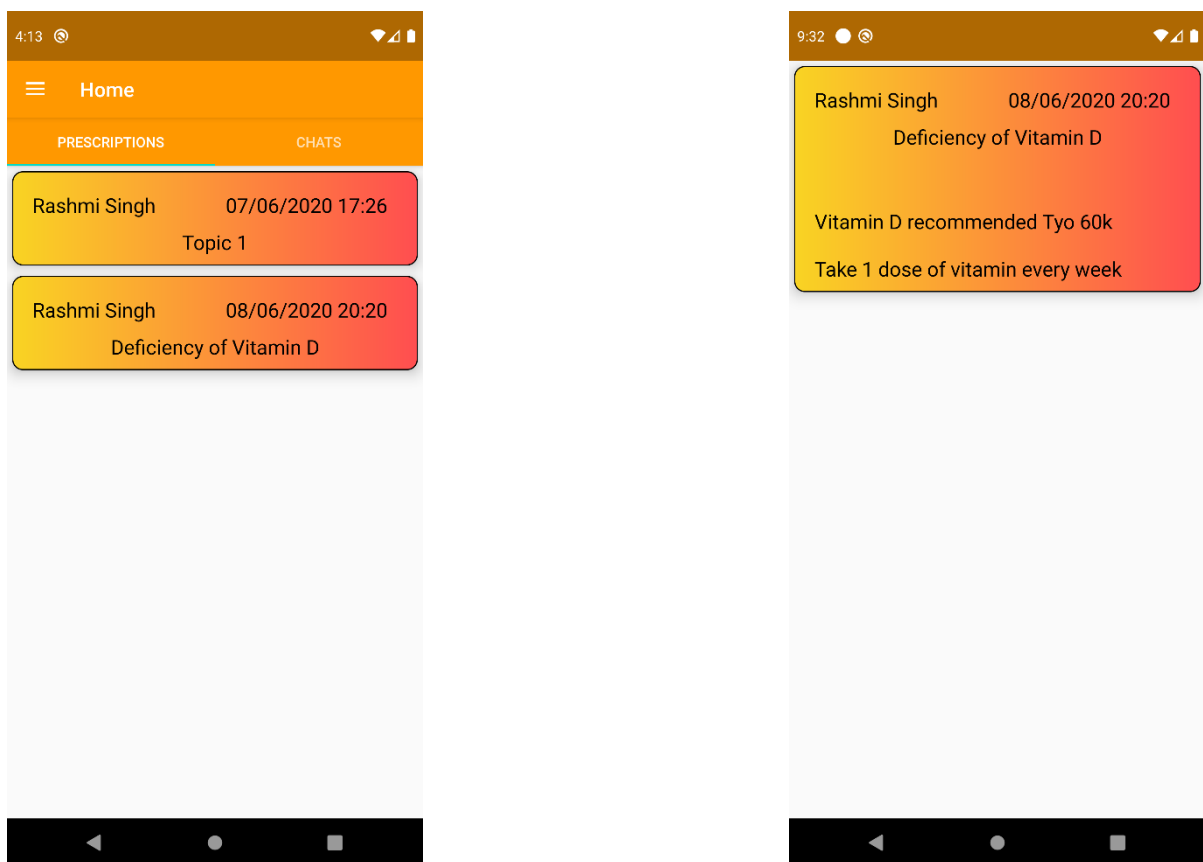 4:13
Home
PRESCRIPTIONS CHATS
Rashmi Singh 07/06/2020 17:26
Topic 1
Rashmi Singh 08/06/2020 20:20
Deficiency of Vitamin D
9:32
Rashmi Singh 08/06/2020 20:20
Deficiency of Vitamin D
Vitamin D recommended Tyo 60k
Take 1 dose of vitamin every week